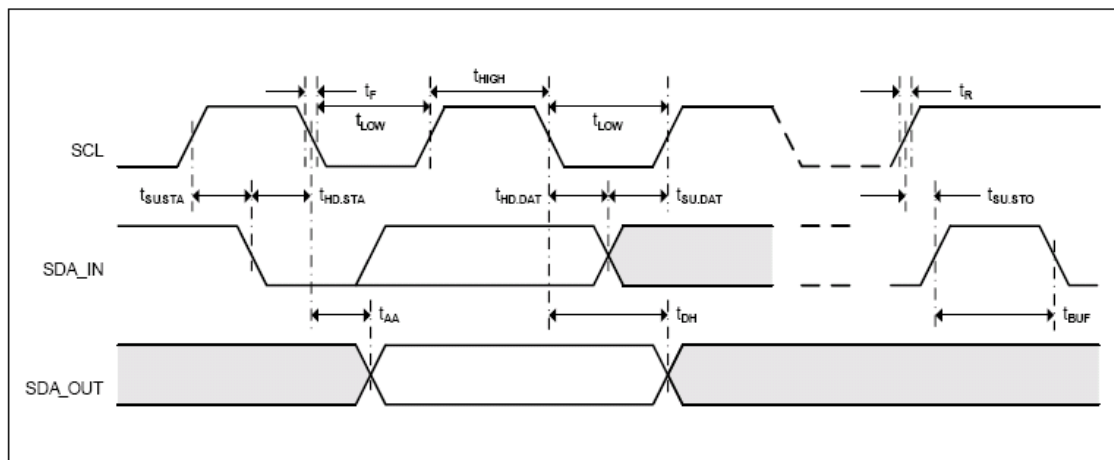 tHIGH
tF
tR
tLOW
tLOW
SCL
tSU.STA
tHD.STA
tHD.DAT
tSU.DAT
tSU.STO
SDA_IN
tAA
tDH
tBUF
SDA_OUT